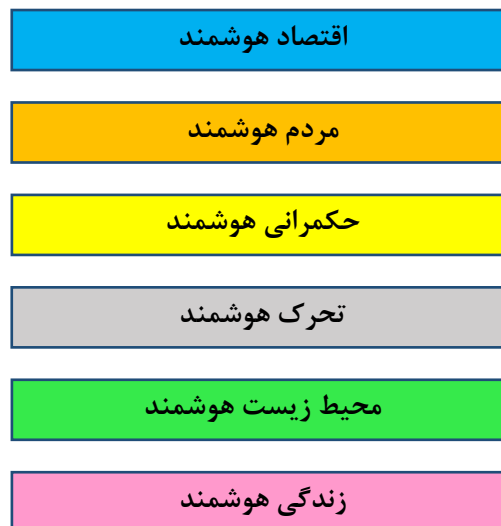 اقتصاد هوشمند
مردم هوشمند
حکمرانی هوشمند
تحرک هوشمند
محیط زیست هوشمند
زندگی هوشمند